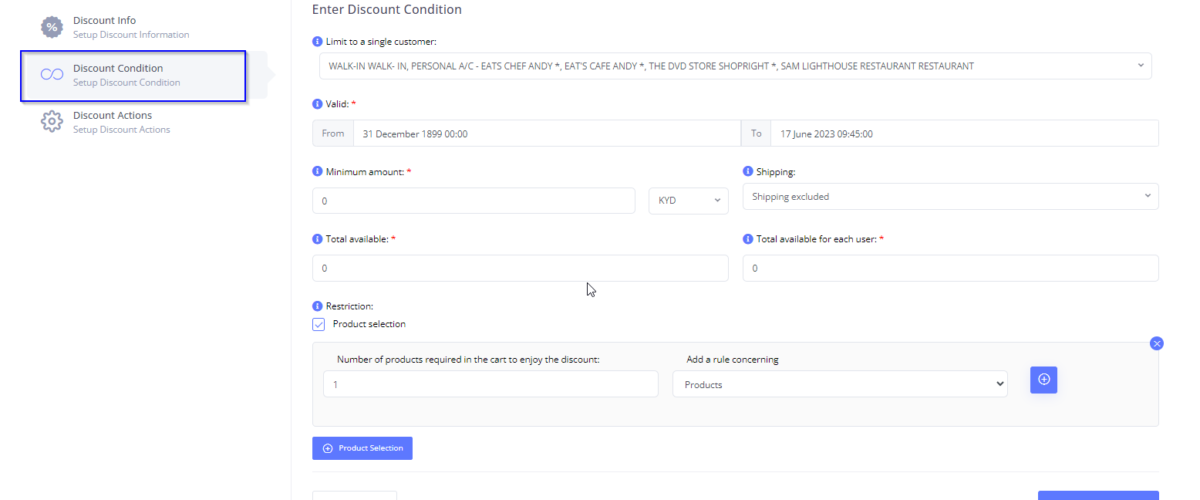 Enter Discount Condition
%
Discount Info
Setup Discount Information
Discount Condition
Setup Discount Condition
Discount Actions
Setup Discount Actions
Limit to a single customer:
WALK-IN WALK- IN, PERSONAL A/C - EATS CHEF ANDY *, EAT'S CAFE ANDY *, THE DVD STORE SHOPRIGHT *, SAM LIGHTHOUSE RESTAURANT RESTAURANT
Valid: *
From 31 December 1899 00:00 To 17 June 2023 09:45:00
Minimum amount: * Shipping:
0 KYD Shipping excluded
Total available: * Total available for each user: *
0 0
Restriction:
Product selection
Number of products required in the cart to enjoy the discount: Add a rule concerning
1 Products
Product Selection